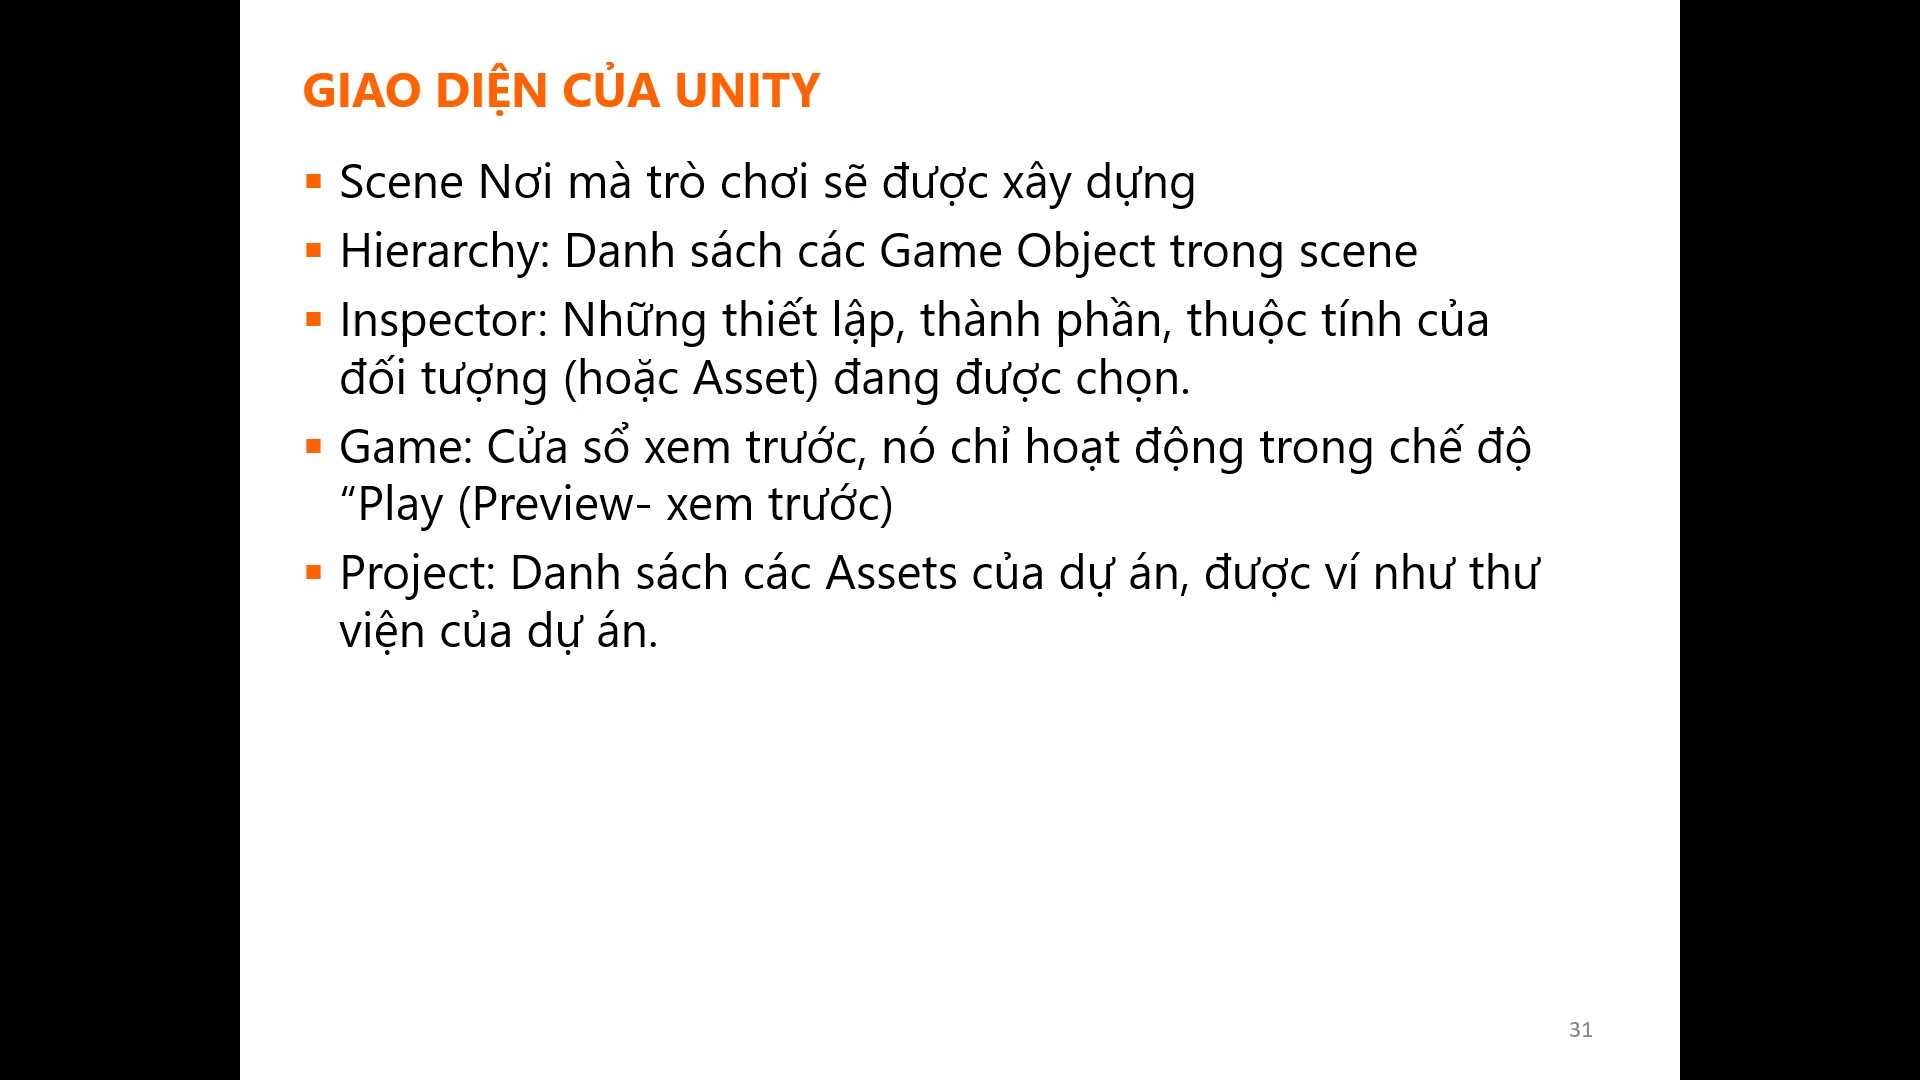 GIAO DIỆN CỦA UNITY
▪ Scene Nơi mà trò chơi sẽ được xây dựng
▪ Hierarchy: Danh sách các Game Object trong scene
▪ Inspector: Những thiết lập, thành phần, thuộc tính của
đối tượng (hoặc Asset) đang được chọn.
▪ Game: Cửa sổ xem trước, nó chỉ hoạt động trong chế độ
“Play (Preview- xem trước)
▪ Project: Danh sách các Assets của dự án, được ví như thư
viện của dự án.
31